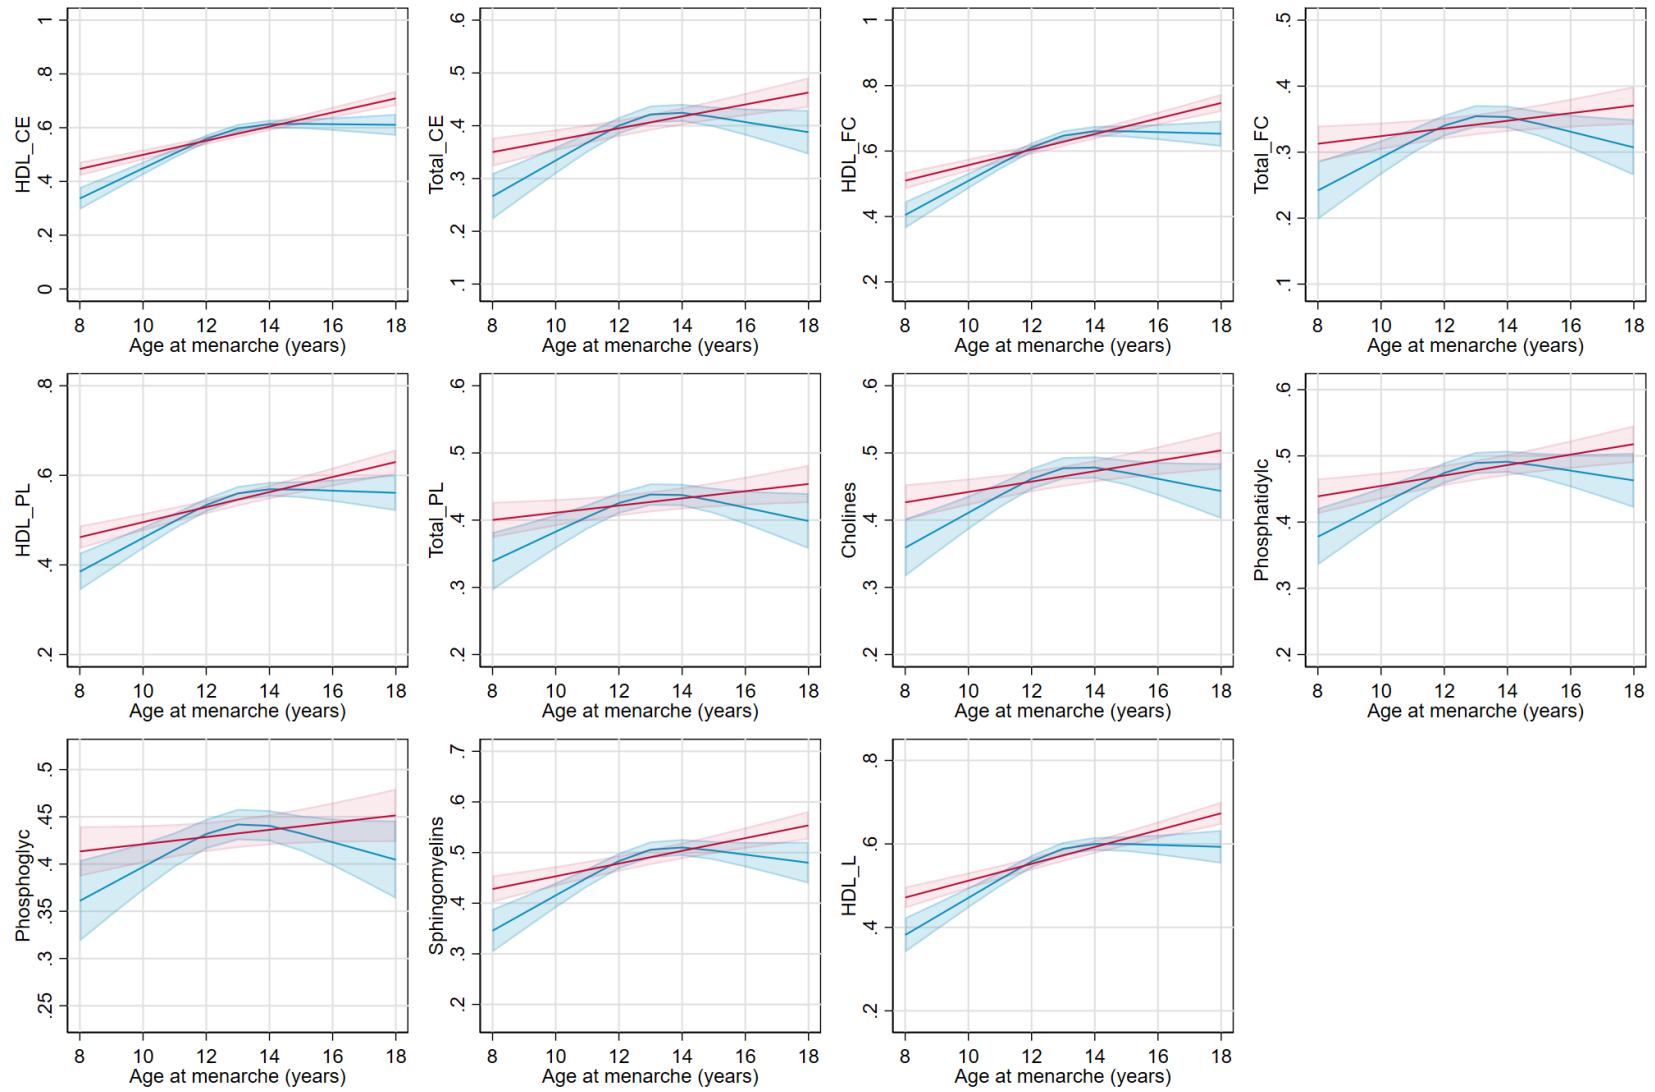 HDL_CE
1
.8
.6
.4
.2
0
8 10 12 14 16 18
Age at menarche (years)
Total_CE
.6
.5
.4
.3
.2
.1
8 10 12 14 16 18
Age at menarche (years)
HDL_FC
1
.8
.6
.4
.2
8 10 12 14 16 18
Age at menarche (years)
Total_FC
.5
.4
.3
.2
.1
8 10 12 14 16 18
Age at menarche (years)
HDL_PL
.8
.6
.4
.2
8 10 12 14 16 18
Age at menarche (years)
Total_PL
.6
.5
.4
.3
.2
8 10 12 14 16 18
Age at menarche (years)
Cholines
.6
.5
.4
.3
.2
8 10 12 14 16 18
Age at menarche (years)
Phosphatidylc
.6
.5
.4
.3
.2
8 10 12 14 16 18
Age at menarche (years)
Phosphoglyc
.5
.45
.4
.35
.3
.25
8 10 12 14 16 18
Age at menarche (years)
Sphingomyelins
.7
.6
.5
.4
.3
.2
8 10 12 14 16 18
Age at menarche (years)
HDL_L
.8
.6
.4
.2
8 10 12 14 16 18
Age at menarche (years)